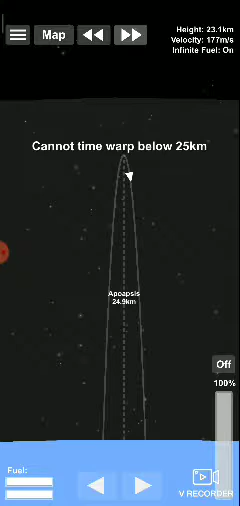 Map
Height: 23.1km
Velocity: 177m/s
Infinite Fuel: On
Cannot time warp below 25km
Apoapsis
24.9km
Off
100%
Fuel:
V RECORDER